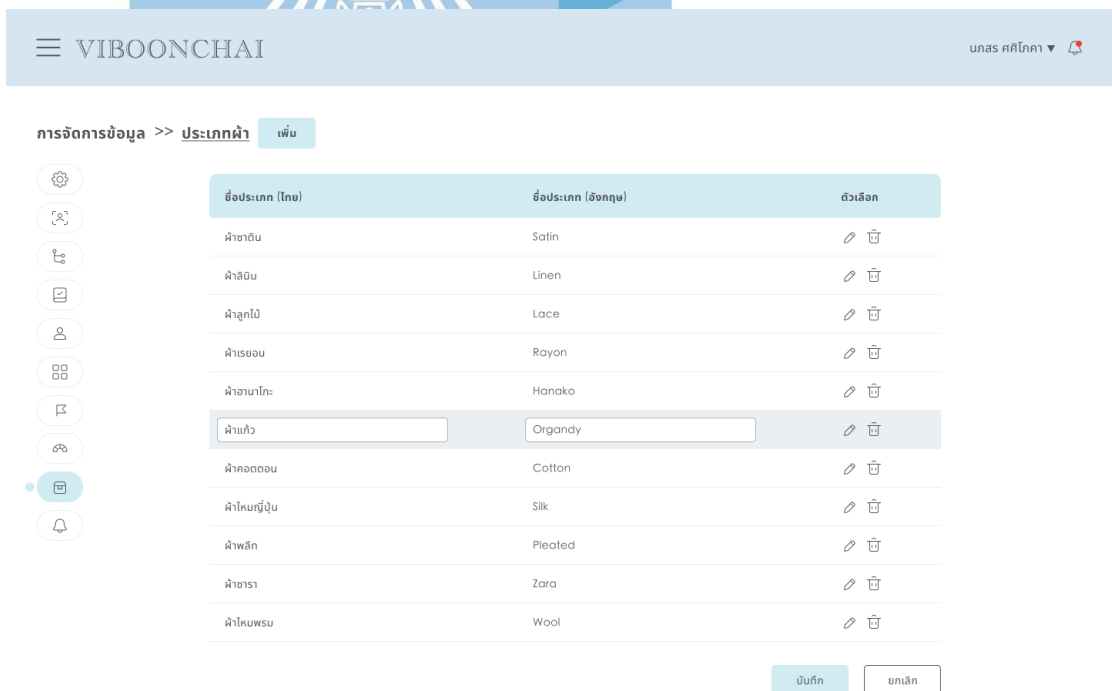 VIBOONCHAI
นภสร ศศิโภคา ▼
การจัดการข้อมูล >> ประเภทผ้า เพิ่ม
ชื่อประเภท (ไทย) ชื่อประเภท (อังกฤษ) ตัวเลือก
ผ้าซาติน Satin
ผ้าลินิน Linen
ผ้าลูกไม้ Lace
ผ้าเรยอน Rayon
ผ้าฮานาโกะ Hanako
ผ้าแก้ว Organdy
ผ้าคอตตอน Cotton
ผ้าไหมญี่ปุ่น Silk
ผ้าพลีท Pleated
ผ้าซารา Zara
ผ้าไหมพรม Wool
บันทึก ยกเลิก